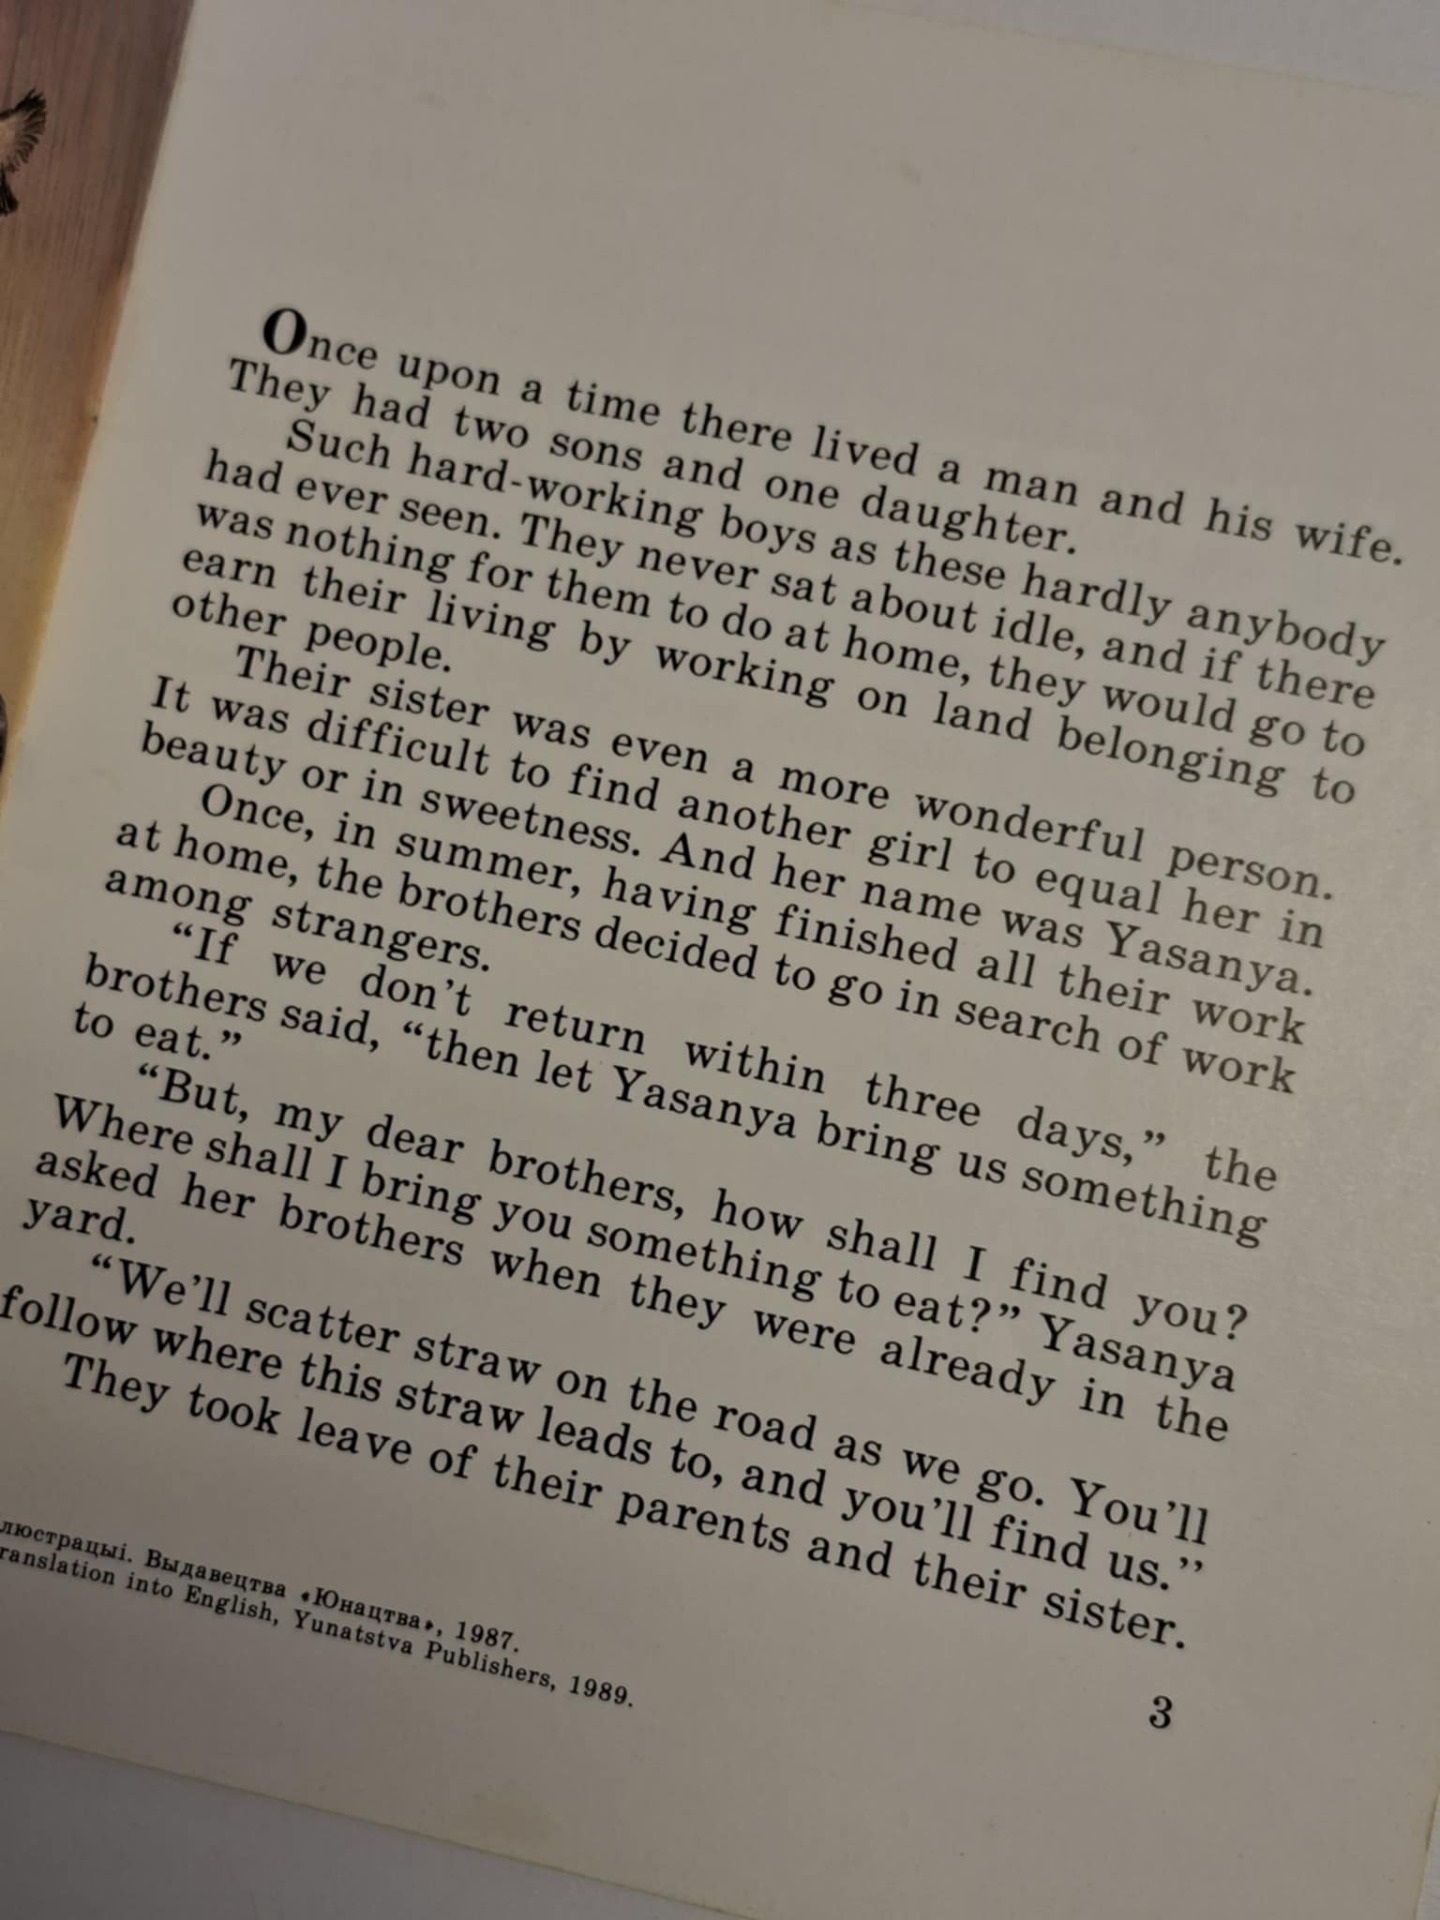 Once upon a time there lived a man and his wife.
They had two sons and one daughter.
Such hard-working boys as these hardly anybody
had ever seen. They never sat about idle, and if there
was nothing for them to do at home, they would go to
earn their living by working on land belonging to
other people.
Their sister was even a more wonderful person.
It was difficult to find another girl to equal her in
beauty or in sweetness. And her name was Yasanya.
Once, in summer, having finished all their work
at home, the brothers decided to go in search of work
among strangers.
“If we don’t return within three days,” the
brothers said, “then let Yasanya bring us something
to eat.”
“But, my dear brothers, how shall I find you?
Where shall I bring you something to eat?” Yasanya
asked her brothers when they were already in the
yard.
“We’ll scatter straw on the road as we go. You’ll
follow where this straw leads to, and you’ll find us.”
They took leave of their parents and their sister.
люстрацыі. Выдавецтва «Юнацтва», 1987.
ranslation into English, Yunatstva Publishers, 1989.
3